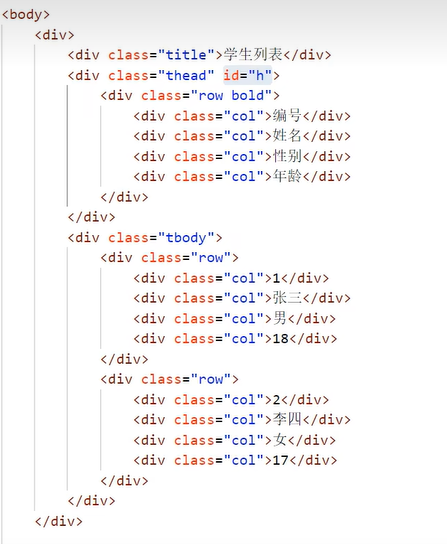 <body>
<div>
<div class="title">学生列表</div>
<div class="thead" id="h">
<div class="row bold">
<div class="col">编号</div>
<div class="col">姓名</div>
<div class="col">性别</div>
<div class="col">年龄</div>
</div>
</div>
<div class="tbody">
<div class="row">
<div class="col">1</div>
<div class="col">张三</div>
<div class="col">男</div>
<div class="col">18</div>
</div>
<div class="row">
<div class="col">2</div>
<div class="col">李四</div>
<div class="col">女</div>
<div class="col">17</div>
</div>
</div>
</div>